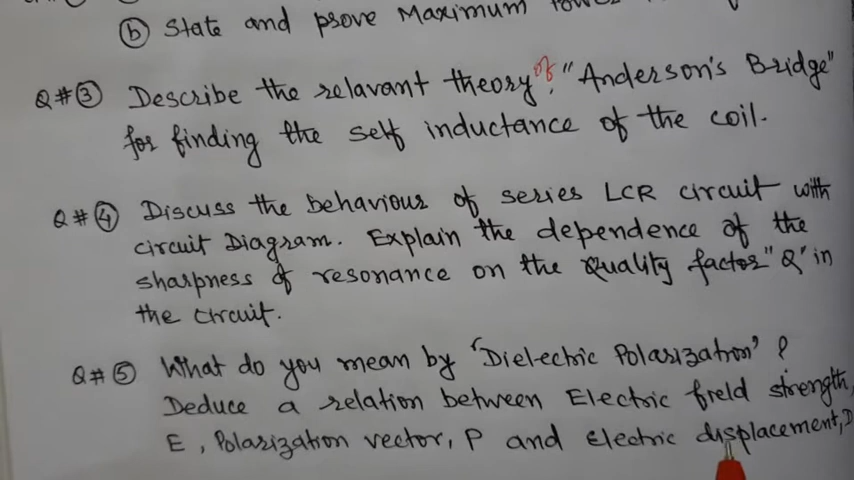 (b) State and prove Maximum
Q#(3) Describe the relavant theory of "Anderson's Bridge"
for finding the self inductance of the coil.
Q#(4) Discuss the behaviour of series LCR circuit with
circuit Diagram. Explain the dependence of the
sharpness of resonance on the Quality factor "Q" in
the circuit.
Q#(5) What do you mean by 'Dielectric Polarization' ?
Deduce a relation between Electric field strength,
E, Polarization vector, P and electric displacement, D